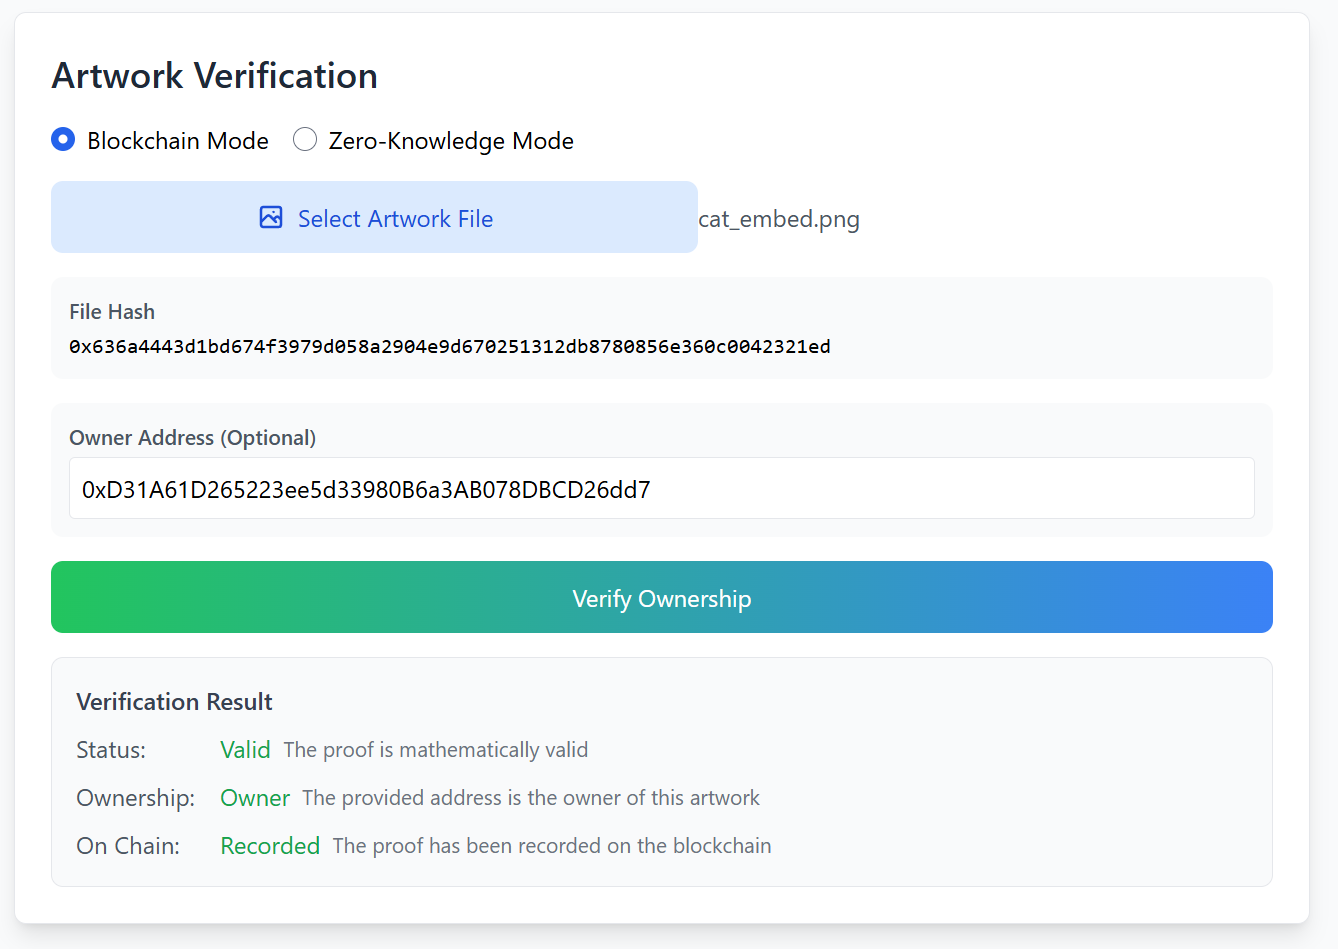 Artwork Verification
Blockchain Mode Zero-Knowledge Mode
Select Artwork File cat_embed.png
File Hash
0x636a4443d1bd674f3979d058a2904e9d670251312db8780856e360c0042321ed
Owner Address (Optional)
0xD31A61D265223ee5d33980B6a3AB078DBCD26dd7
Verify Ownership
Verification Result
Status: Valid The proof is mathematically valid
Ownership: Owner The provided address is the owner of this artwork
On Chain: Recorded The proof has been recorded on the blockchain